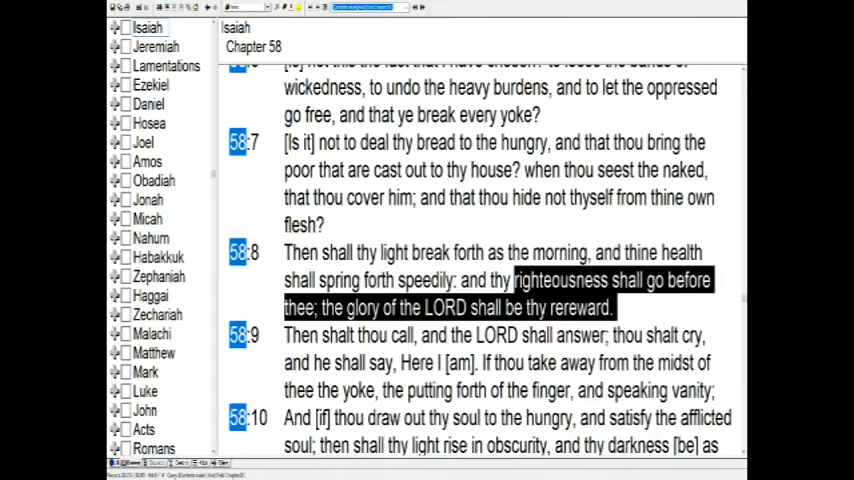 Isaiah
Jeremiah
Lamentations
Ezekiel
Daniel
Hosea
Joel
Amos
Obadiah
Jonah
Micah
Nahum
Habakkuk
Zephaniah
Haggai
Zechariah
Malachi
Matthew
Mark
Luke
John
Acts
Romans
Isaiah
Chapter 58
wickedness, to undo the heavy burdens, and to let the oppressed
go free, and that ye break every yoke?
58:7 [Is it] not to deal thy bread to the hungry, and that thou bring the
poor that are cast out to thy house? when thou seest the naked,
that thou cover him; and that thou hide not thyself from thine own
flesh?
58:8 Then shall thy light break forth as the morning, and thine health
shall spring forth speedily: and thy righteousness shall go before
thee; the glory of the LORD shall be thy rereward.
58:9 Then shalt thou call, and the LORD shall answer; thou shalt cry,
and he shall say, Here I [am]. If thou take away from the midst of
thee the yoke, the putting forth of the finger, and speaking vanity;
58:10 And [if] thou draw out thy soul to the hungry, and satisfy the afflicted
soul; then shall thy light rise in obscurity, and thy darkness [be] as